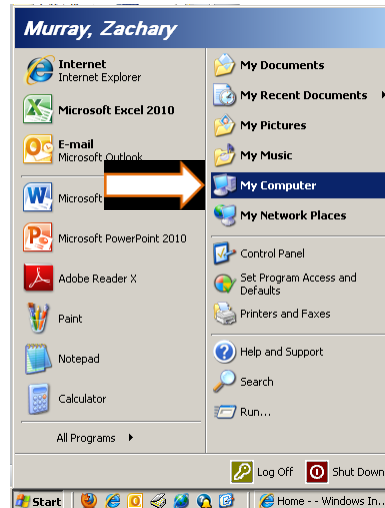 Murray, Zachary
Internet
Internet Explorer
Microsoft Excel 2010
E-mail
Microsoft Outlook
Microsoft
Microsoft PowerPoint 2010
Adobe Reader X
Paint
Notepad
Calculator
All Programs
My Documents
My Recent Documents
My Pictures
My Music
My Computer
My Network Places
Control Panel
Set Program Access and
Defaults
Printers and Faxes
Help and Support
Search
Run...
Log Off
Shut Down
Start
Home - - Windows In...